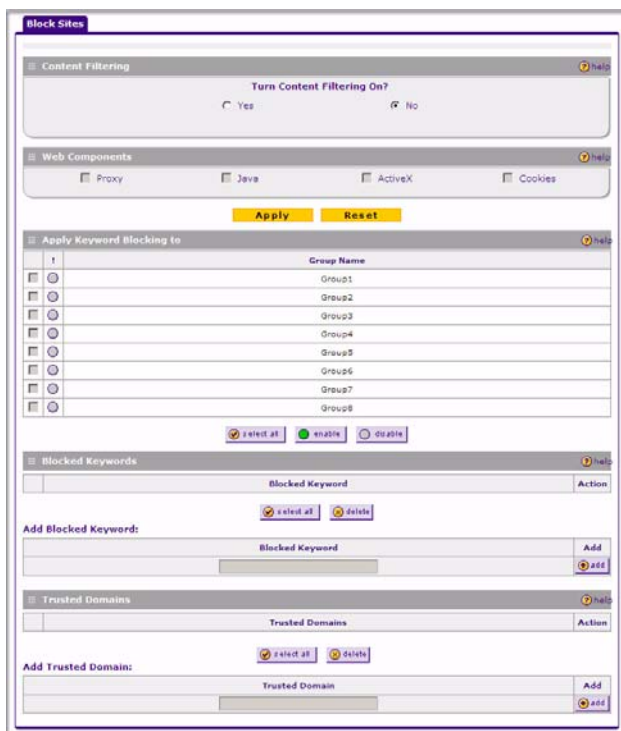 Block Sites
Content Filtering help
Turn Content Filtering On?
Yes No
Web Components help
Proxy Java ActiveX Cookies
Apply Reset
Apply Keyword Blocking to help
! Group Name
Group1
Group2
Group3
Group4
Group5
Group6
Group7
Group8
select all enable disable
Blocked Keywords help
Blocked Keyword Action
select all delete
Add Blocked Keyword:
Blocked Keyword Add
add
Trusted Domains help
Trusted Domains Action
select all delete
Add Trusted Domain:
Trusted Domain Add
add